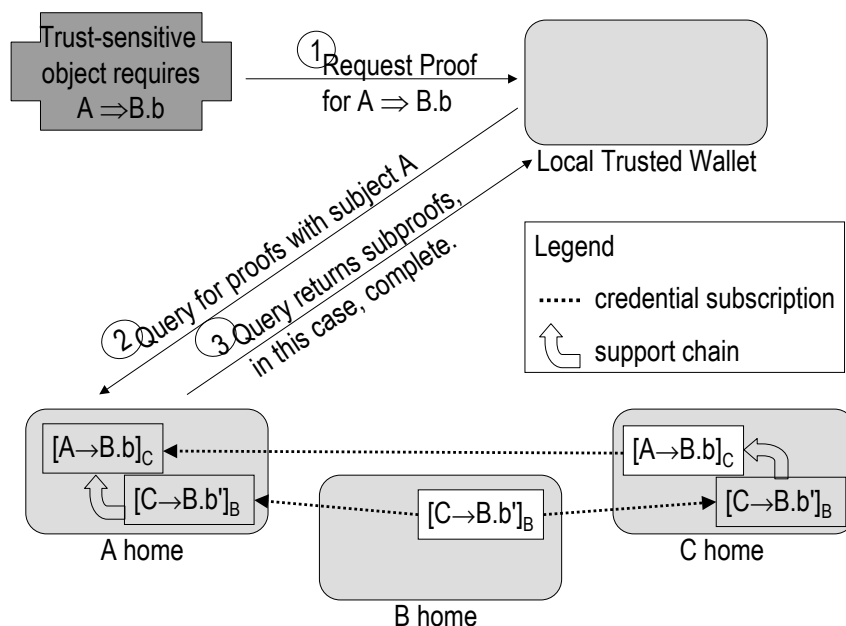 Trust-sensitive
object requires
A ⇒B.b
1
Request Proof
for A ⇒ B.b
Local Trusted Wallet
2 Query for proofs with subject A
3 Query returns subproofs,
in this case, complete.
Legend
credential subscription
support chain
[A→B.b]C
[C→B.b']B
A home
[C→B.b']B
B home
[A→B.b]C
[C→B.b']B
C home